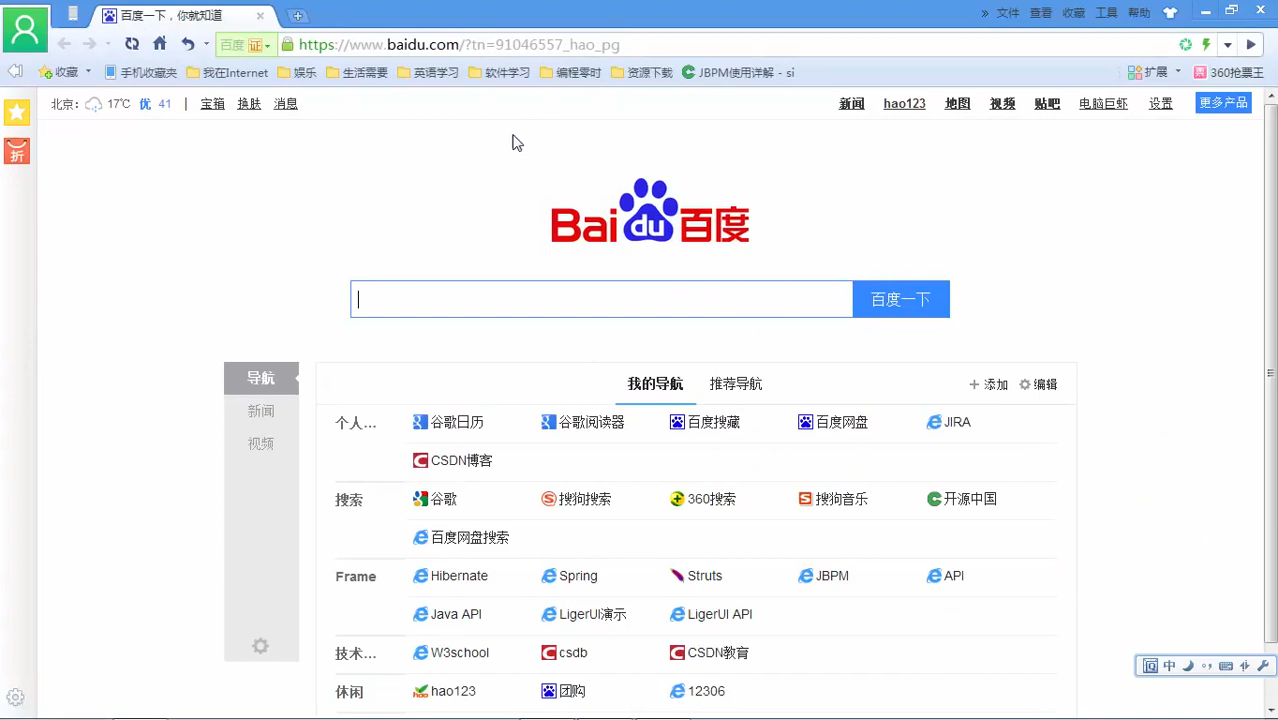 百度一下，你就知道
文件 查看 收藏 工具 帮助
百度 证 https://www.baidu.com/?tn=91046557_hao_pg
收藏 手机收藏夹 我在Internet 娱乐 生活需要 英语学习 软件学习 编程零时 资源下载 JBPM使用详解 - si 扩展 360抢票王
北京: 17℃ 优 41 | 宝箱 换肤 消息 新闻 hao123 地图 视频 贴吧 电脑巨虾 设置 更多产品
折
Bai du 百度
百度一下
导航 我的导航 推荐导航 添加 编辑
新闻
视频
个人... 谷歌日历 谷歌阅读器 百度搜藏 百度网盘 JIRA
CSDN博客
搜索 谷歌 搜狗搜索 360搜索 搜狗音乐 开源中国
百度网盘搜索
Frame Hibernate Spring Struts JBPM API
Java API LigerUI演示 LigerUI API
技术... W3school csdb CSDN教育
中
休闲 hao123 团购 12306